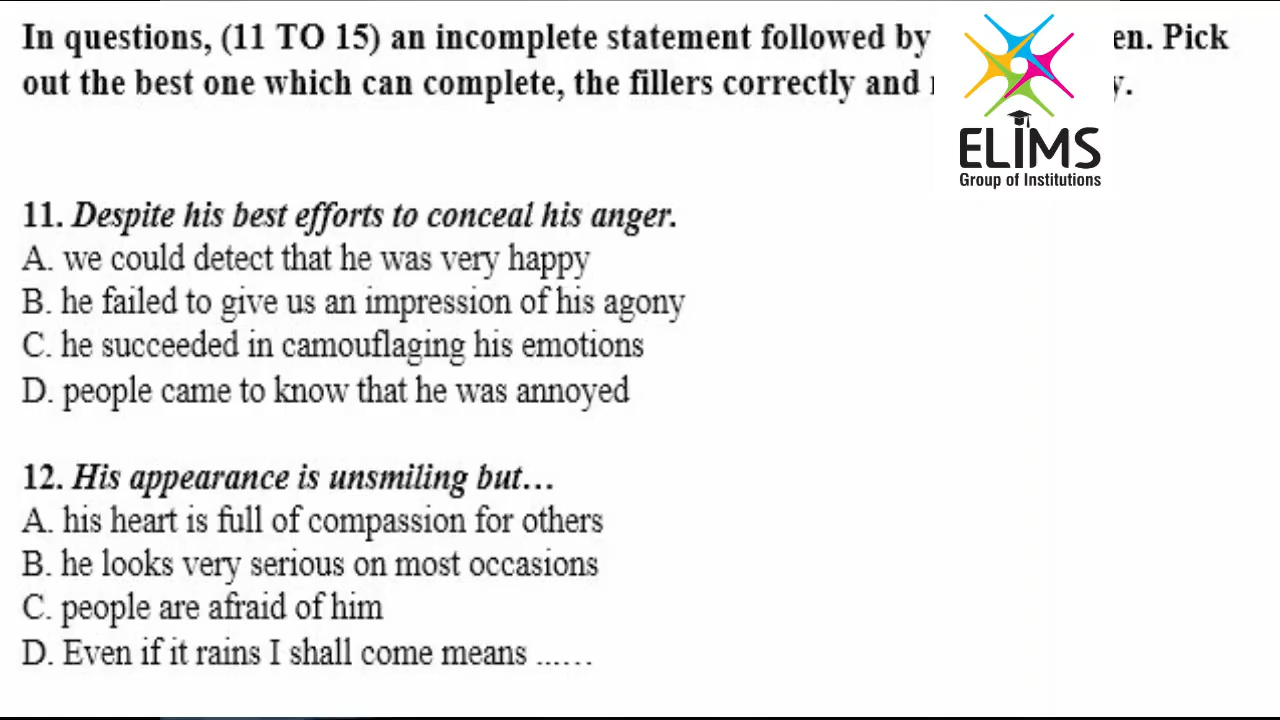 In questions, (11 TO 15) an incomplete statement followed by en. Pick
out the best one which can complete, the fillers correctly and
ELiMS
Group of Institutions
11. Despite his best efforts to conceal his anger.
A. we could detect that he was very happy
B. he failed to give us an impression of his agony
C. he succeeded in camouflaging his emotions
D. people came to know that he was annoyed
12. His appearance is unsmiling but…
A. his heart is full of compassion for others
B. he looks very serious on most occasions
C. people are afraid of him
D. Even if it rains I shall come means ......